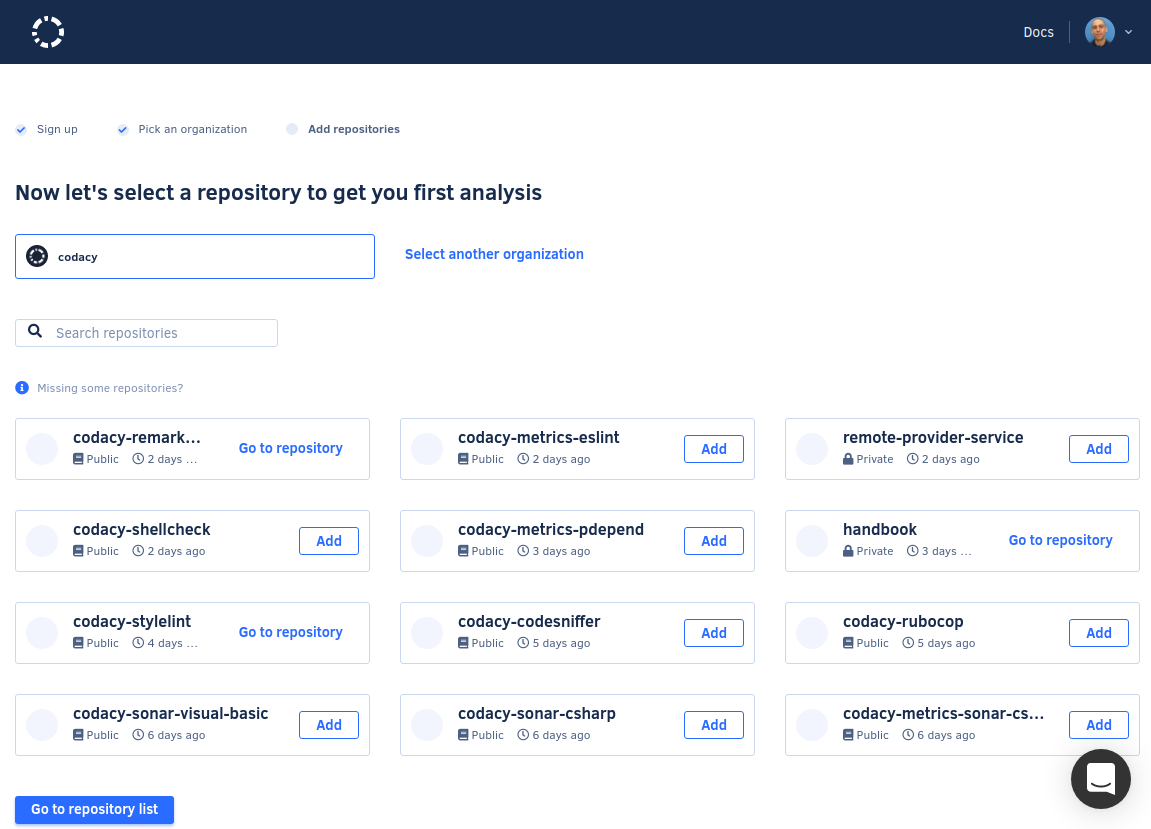 Docs
Sign up
Pick an organization
Add repositories
Now let's select a repository to get you first analysis
codacy
Select another organization
Search repositories
Missing some repositories?
codacy-remark...
Public 2 days ...
Go to repository
codacy-metrics-eslint
Public 2 days ago
Add
remote-provider-service
Private 2 days ago
Add
codacy-shellcheck
Public 2 days ago
Add
codacy-metrics-pdepend
Public 3 days ago
Add
handbook
Private 3 days ...
Go to repository
codacy-stylelint
Public 4 days ...
Go to repository
codacy-codesniffer
Public 5 days ago
Add
codacy-rubocop
Public 5 days ago
Add
codacy-sonar-visual-basic
Public 6 days ago
Add
codacy-sonar-csharp
Public 6 days ago
Add
codacy-metrics-sonar-cs...
Public 6 days ago
Add
Go to repository list